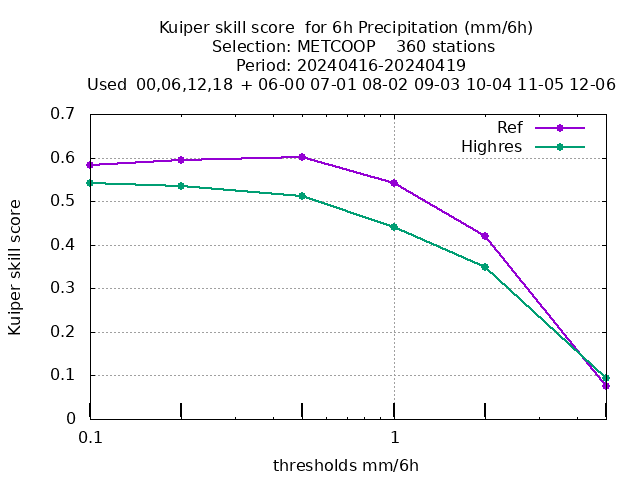 Kuiper skill score  for 6h Precipitation (mm/6h)
Selection: METCOOP    360 stations
Period: 20240416-20240419
Used  00,06,12,18  + 06-00 07-01 08-02 09-03 10-04 11-05 12-06
Ref
Highres
Kuiper skill score
0.7
0.6
0.5
0.4
0.3
0.2
0.1
0
0.1
1
thresholds mm/6h